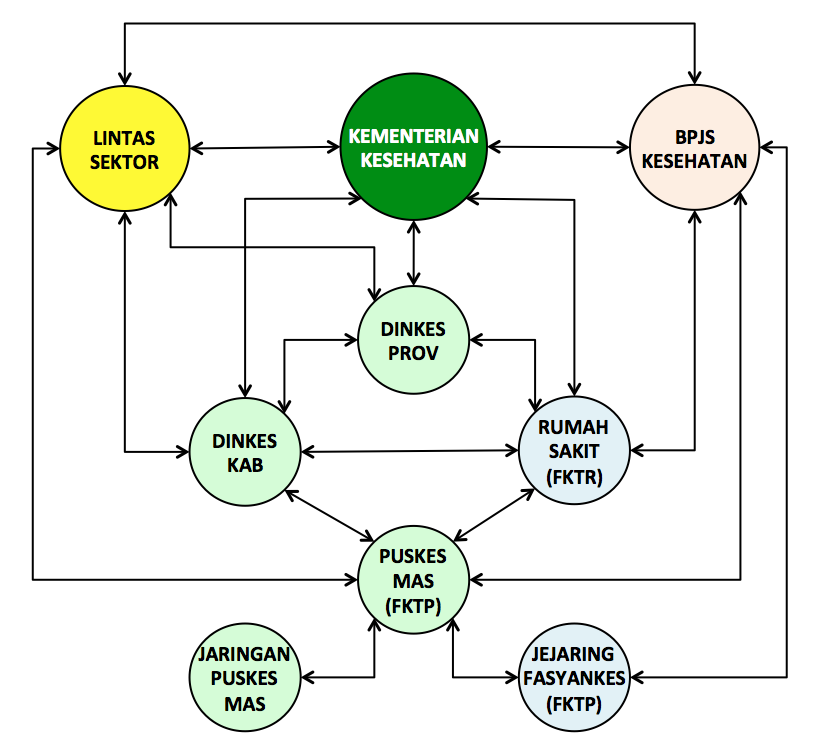 LINTAS
SEKTOR
KEMENTERIAN
KESEHATAN
BPJS
KESEHATAN
DINKES
PROV
DINKES
KAB
RUMAH
SAKIT
(FKTR)
PUSKES
MAS
(FKTP)
JARINGAN
PUSKES
MAS
JEJARING
FASYANKES
(FKTP)